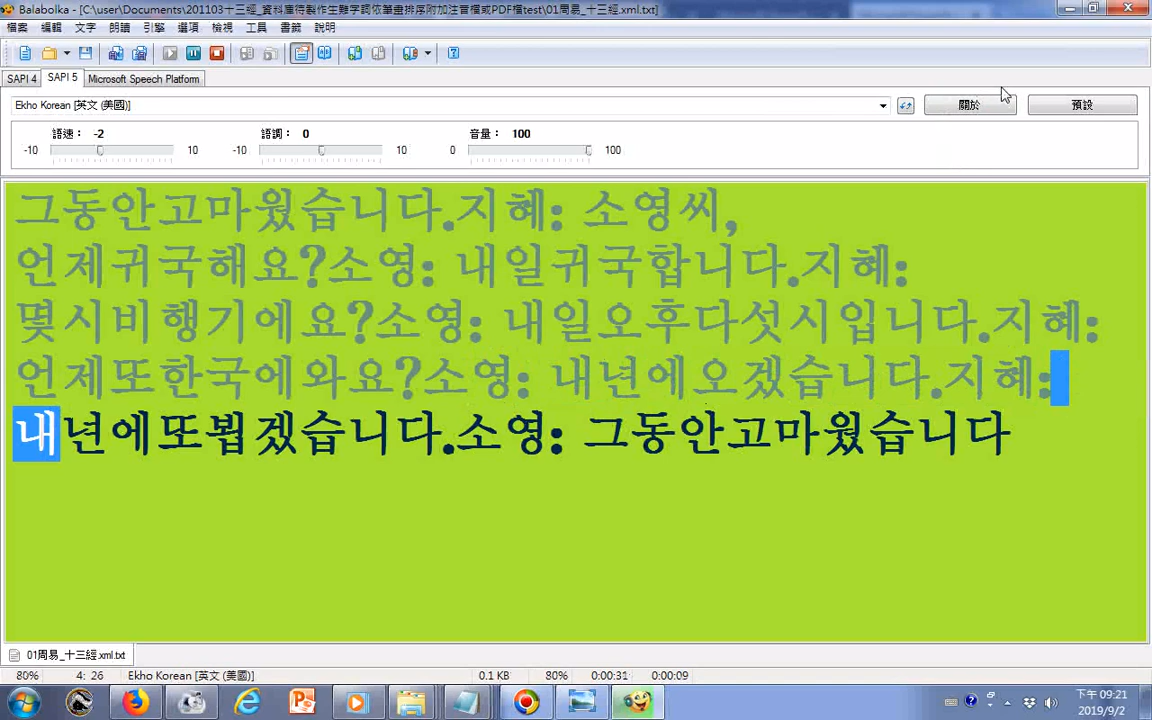 Balabolka - [C:\user\Documents\201103十三經_資料庫待製作生難字詞依筆畫排序附加注音檔或PDF檔test\01周易_十三經.xml.txt]
檔案 編輯 文字 朗讀 引擎 選項 檢視 工具 書籤 說明
SAPI 4 SAPI 5 Microsoft Speech Platform
Ekho Korean [英文 (美國)] 關於 預設
語速： -2 語調： 0 音量： 100
-10 10 -10 10 0 100
그동안고마웠습니다.지혜: 소영씨,
언제귀국해요?소영: 내일귀국합니다.지혜:
몇시비행기에요?소영: 내일오후다섯시입니다.지혜:
언제또한국에와요?소영: 내년에오겠습니다.지혜:
내년에또뵙겠습니다.소영: 그동안고마웠습니다
01周易_十三經.xml.txt
80% 4: 26 Ekho Korean [英文 (美國)] 0.1 KB 80% 0:00:31 0:00:09
下午 09:21
2019/9/2